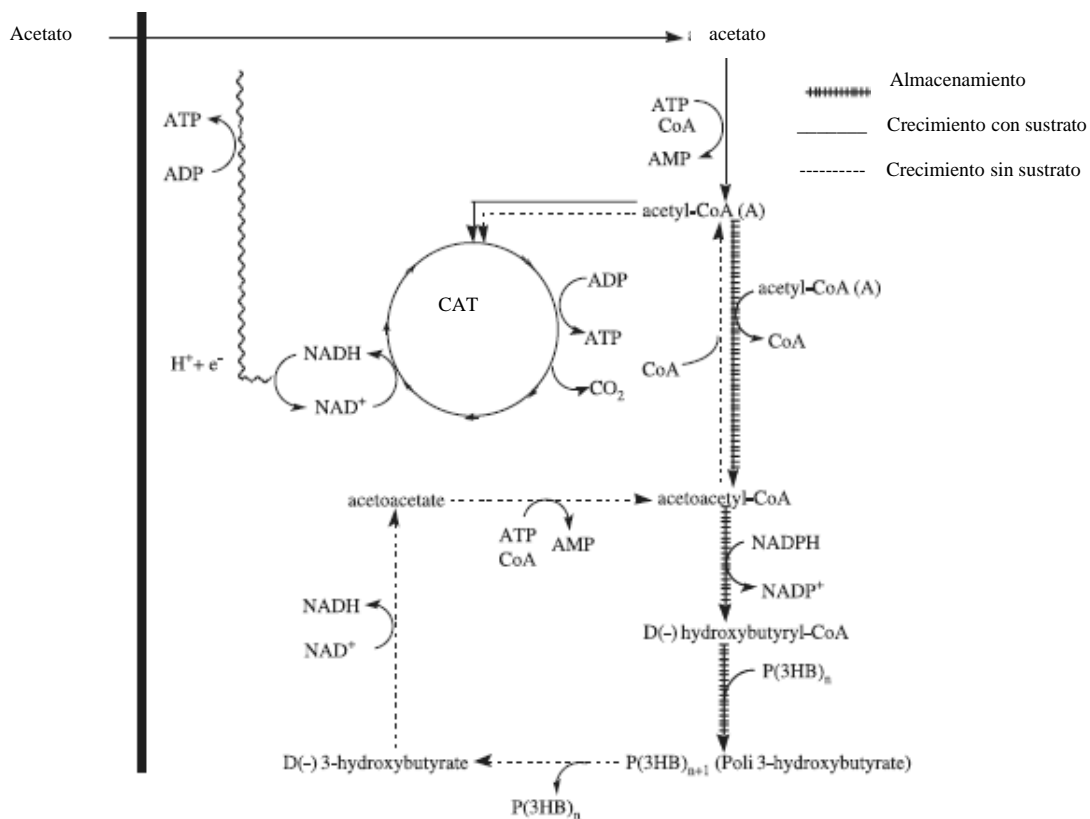 Acetato
acetato
Almacenamiento
Crecimiento con sustrato
Crecimiento sin sustrato
ATP
CoA
AMP
ATP
ADP
acetyl-CoA (A)
CAT
ADP
ATP
CO₂
acetyl-CoA (A)
CoA
CoA
H⁺+ e⁻
NADH
NAD⁺
acetoacetate
acetoacetyl-CoA
ATP
CoA
AMP
NADPH
NADP⁺
NADH
NAD⁺
D(-) hydroxybutyryl-CoA
P(3HB)ₙ
D(-) 3-hydroxybutyrate
P(3HB)ₙ₊₁ (Poli 3-hydroxybutyrate)
P(3HB)ₙ